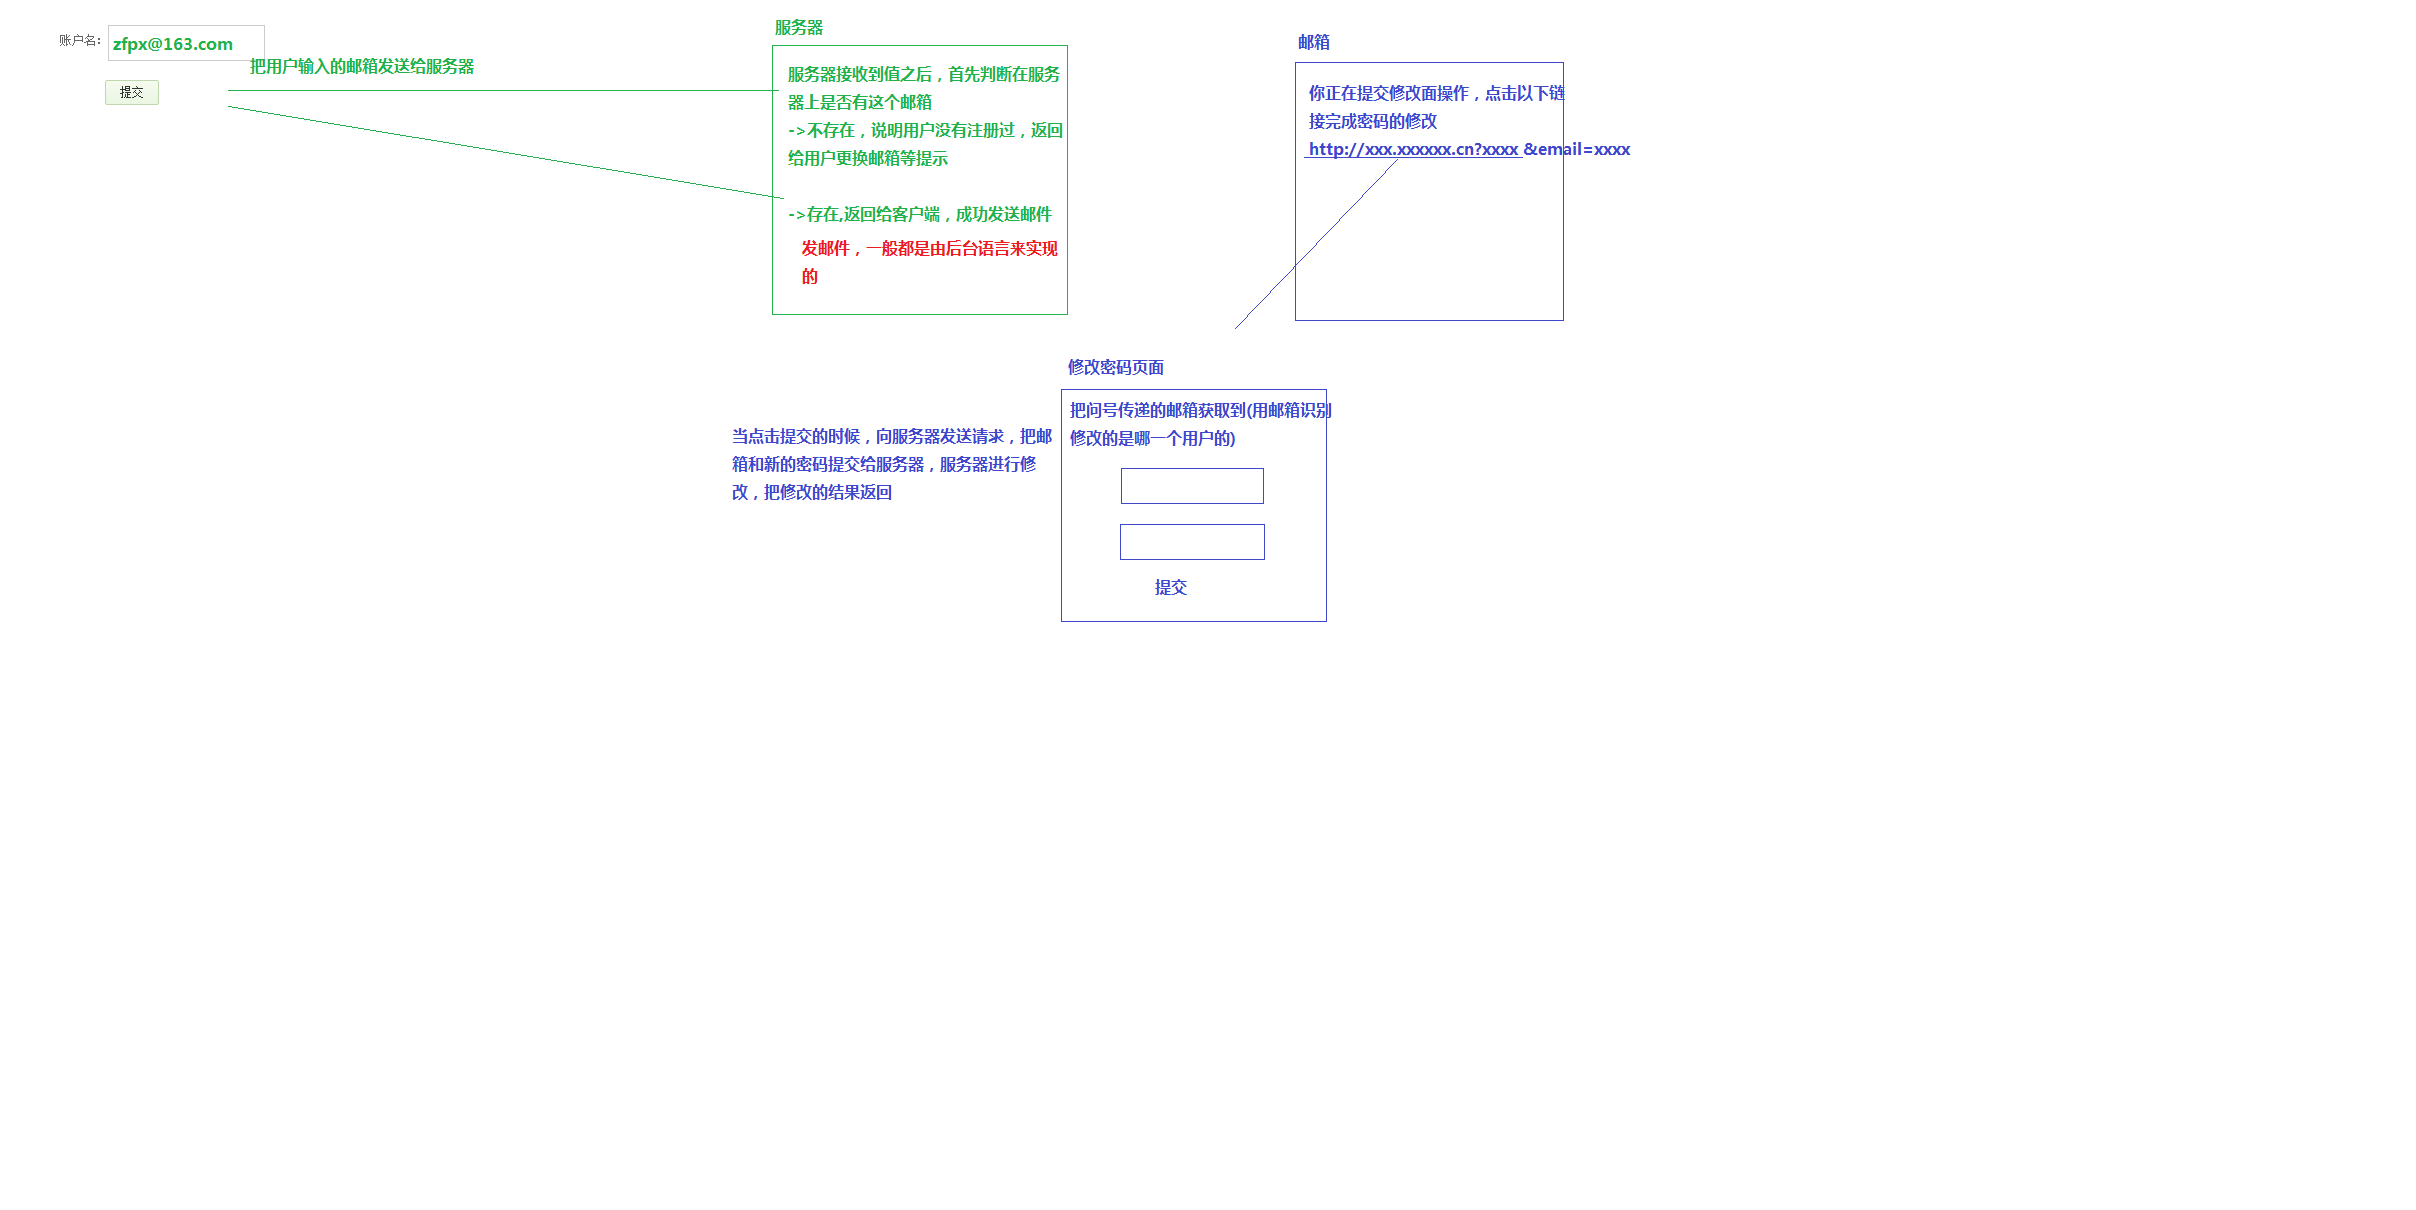 账户名：
zfpx@163.com
提交
把用户输入的邮箱发送给服务器
服务器
服务器接收到值之后，首先判断在服务
器上是否有这个邮箱
->不存在，说明用户没有注册过，返回
给用户更换邮箱等提示
->存在,返回给客户端，成功发送邮件
发邮件，一般都是由后台语言来实现
的
邮箱
你正在提交修改面操作，点击以下链
接完成密码的修改
http://xxx.xxxxxx.cn?xxxx &email=xxxx
修改密码页面
把问号传递的邮箱获取到(用邮箱识别
修改的是哪一个用户的)
提交
当点击提交的时候，向服务器发送请求，把邮
箱和新的密码提交给服务器，服务器进行修
改，把修改的结果返回